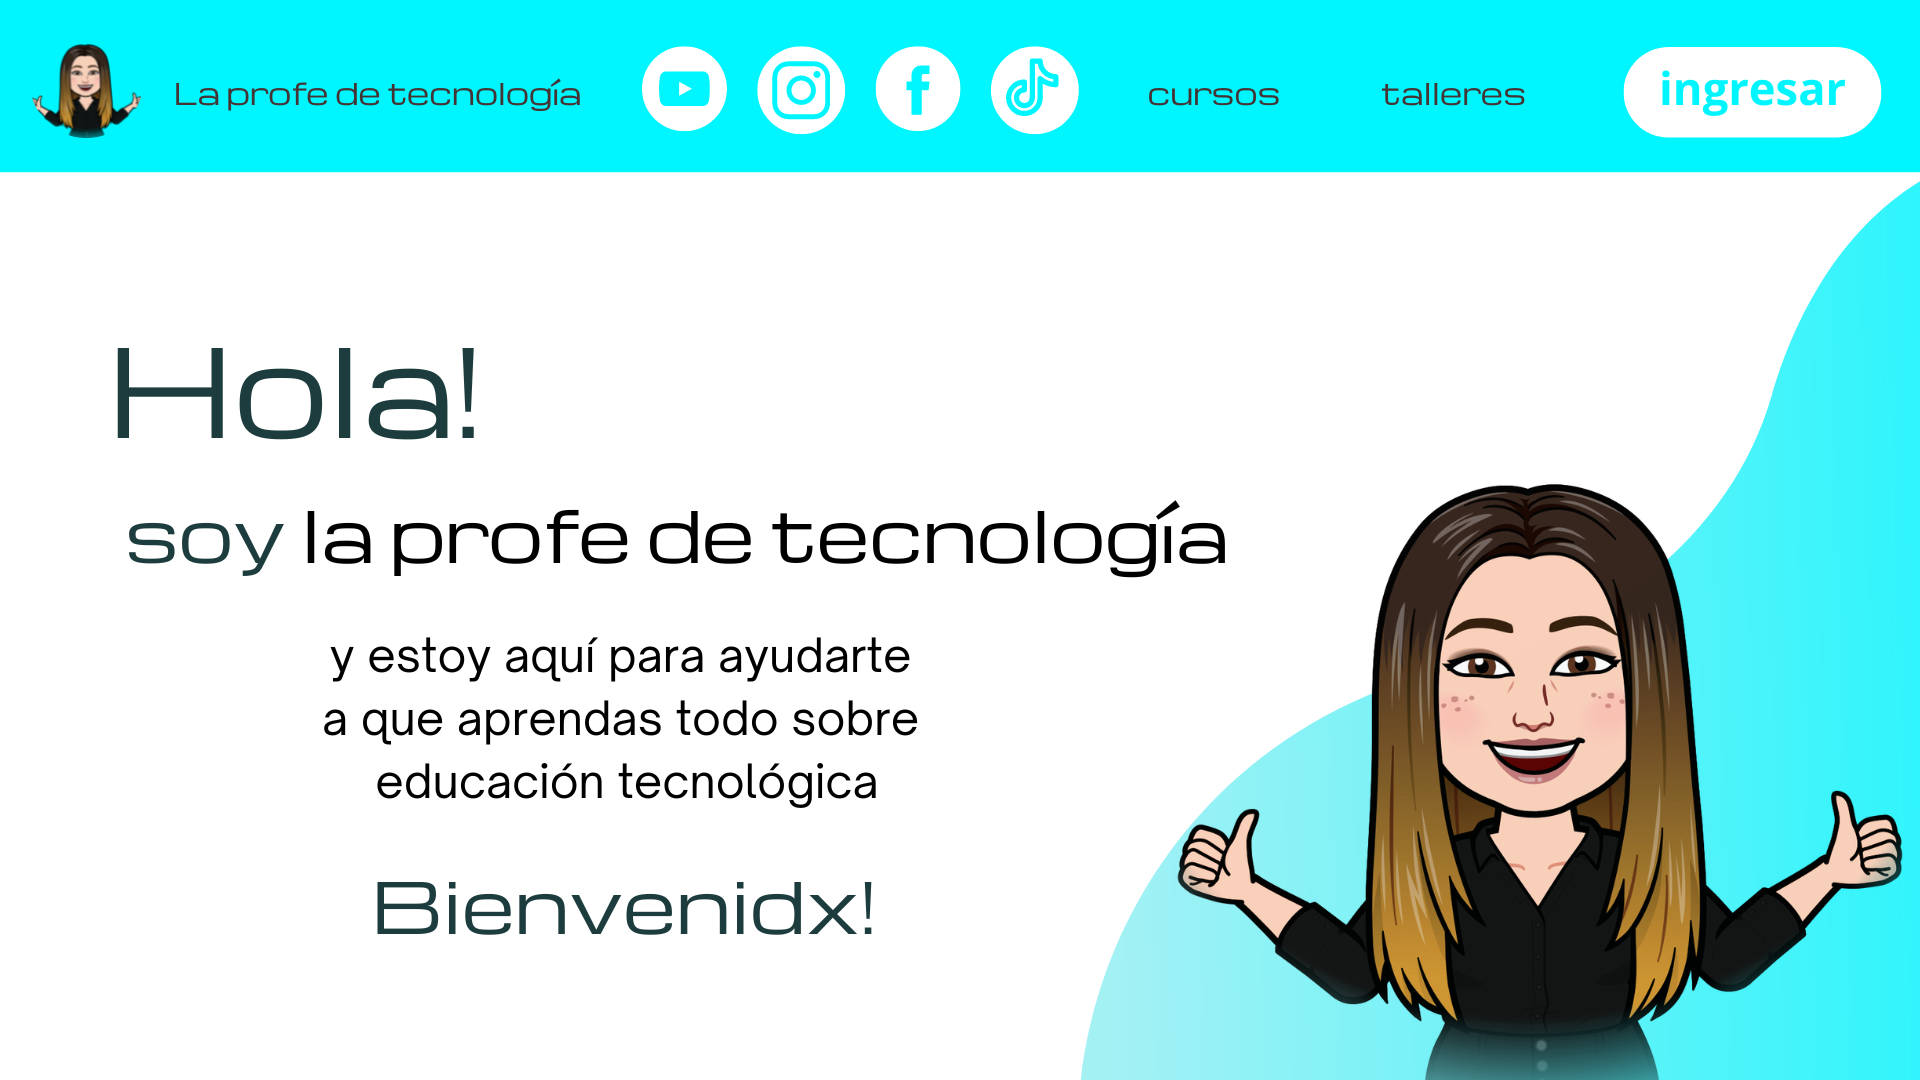 La profe de tecnología
cursos
talleres
ingresar
Hola!
soy la profe de tecnología
y estoy aquí para ayudarte
a que aprendas todo sobre
educación tecnológica
Bienvenidx!